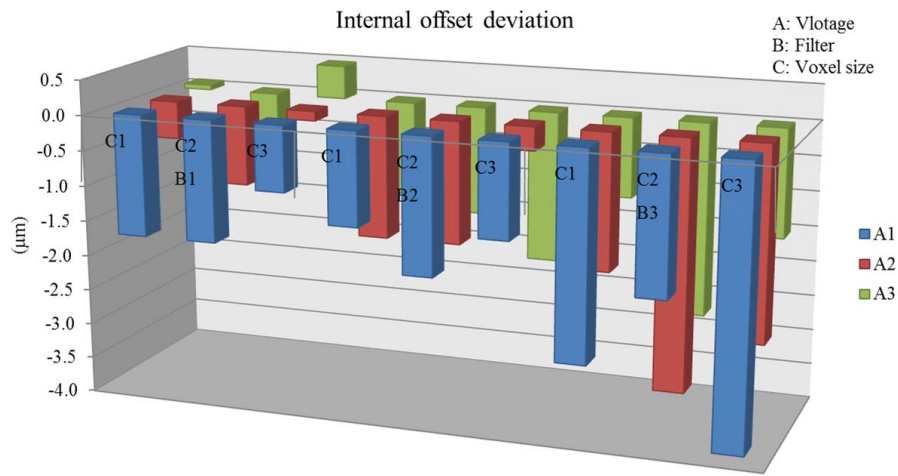 Internal offset deviation
A: Vlotage
B: Filter
C: Voxel size
0.5
0.0
-0.5
-1.0
-1.5
-2.0
-2.5
-3.0
-3.5
-4.0
(μm)
C1
C2
C3
B1
C1
C2
C3
B2
C1
C2
C3
B3
A1
A2
A3